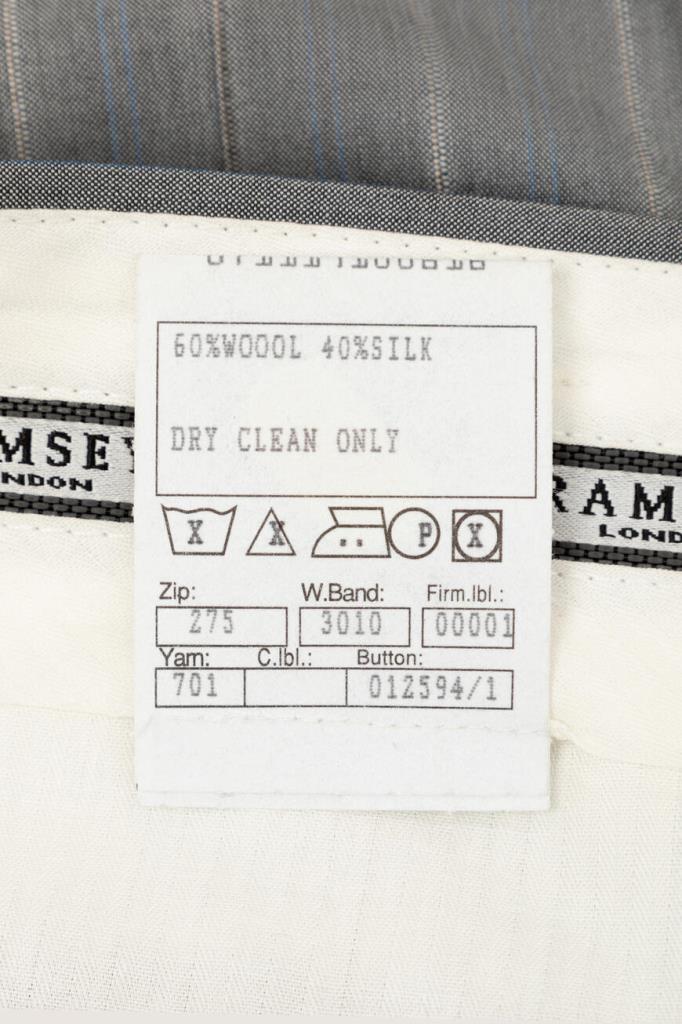 60%WOOOL 40%SILK
DRY CLEAN ONLY
X X P X
Zip: W.Band: Firm.lbl.:
275 3010 00001
Yarn: C.lbl.: Button:
701 012594/1
MSEY RAM
NDON LOND